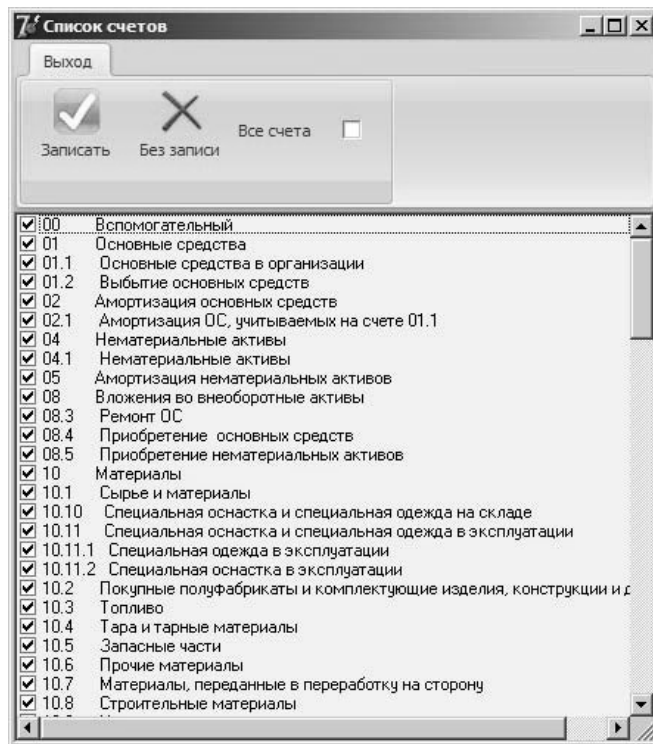 Список счетов
Выход
Записать
Без записи
Все счета
00 Вспомогательный
01 Основные средства
01.1 Основные средства в организации
01.2 Выбытие основных средств
02 Амортизация основных средств
02.1 Амортизация ОС, учитываемых на счете 01.1
04 Нематериальные активы
04.1 Нематериальные активы
05 Амортизация нематериальных активов
08 Вложения во внеоборотные активы
08.3 Ремонт ОС
08.4 Приобретение основных средств
08.5 Приобретение нематериальных активов
10 Материалы
10.1 Сырье и материалы
10.10 Специальная оснастка и специальная одежда на складе
10.11 Специальная оснастка и специальная одежда в эксплуатации
10.11.1 Специальная одежда в эксплуатации
10.11.2 Специальная оснастка в эксплуатации
10.2 Покупные полуфабрикаты и комплектующие изделия, конструкции и д
10.3 Топливо
10.4 Тара и тарные материалы
10.5 Запасные части
10.6 Прочие материалы
10.7 Материалы, переданные в переработку на сторону
10.8 Строительные материалы